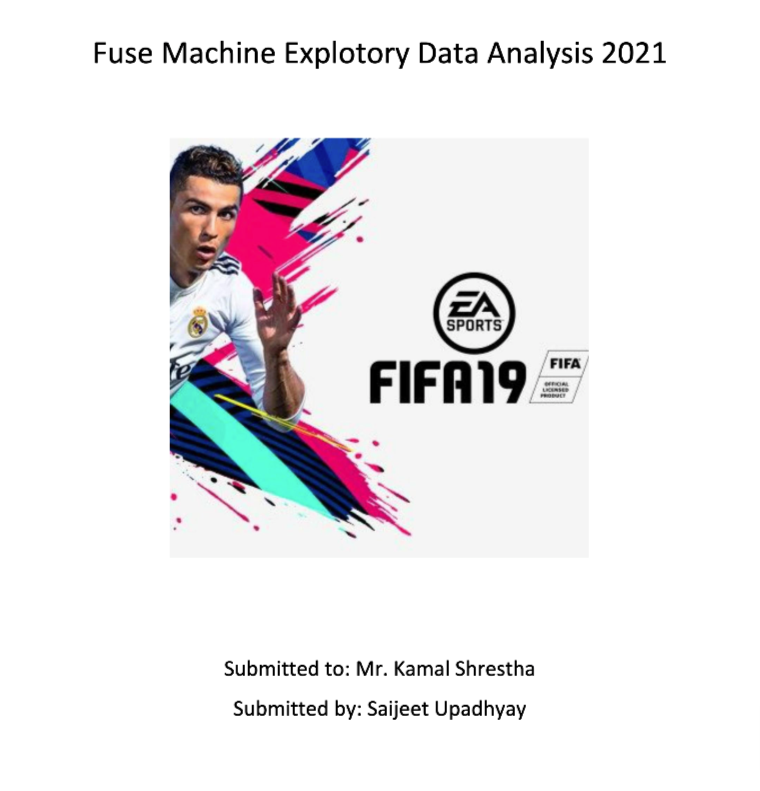 Fuse Machine Explotory Data Analysis 2021
EA
SPORTS
FIFA19
FIFA
OFFICIAL
LICENSED
PRODUCT
Submitted to: Mr. Kamal Shrestha
Submitted by: Saijeet Upadhyay